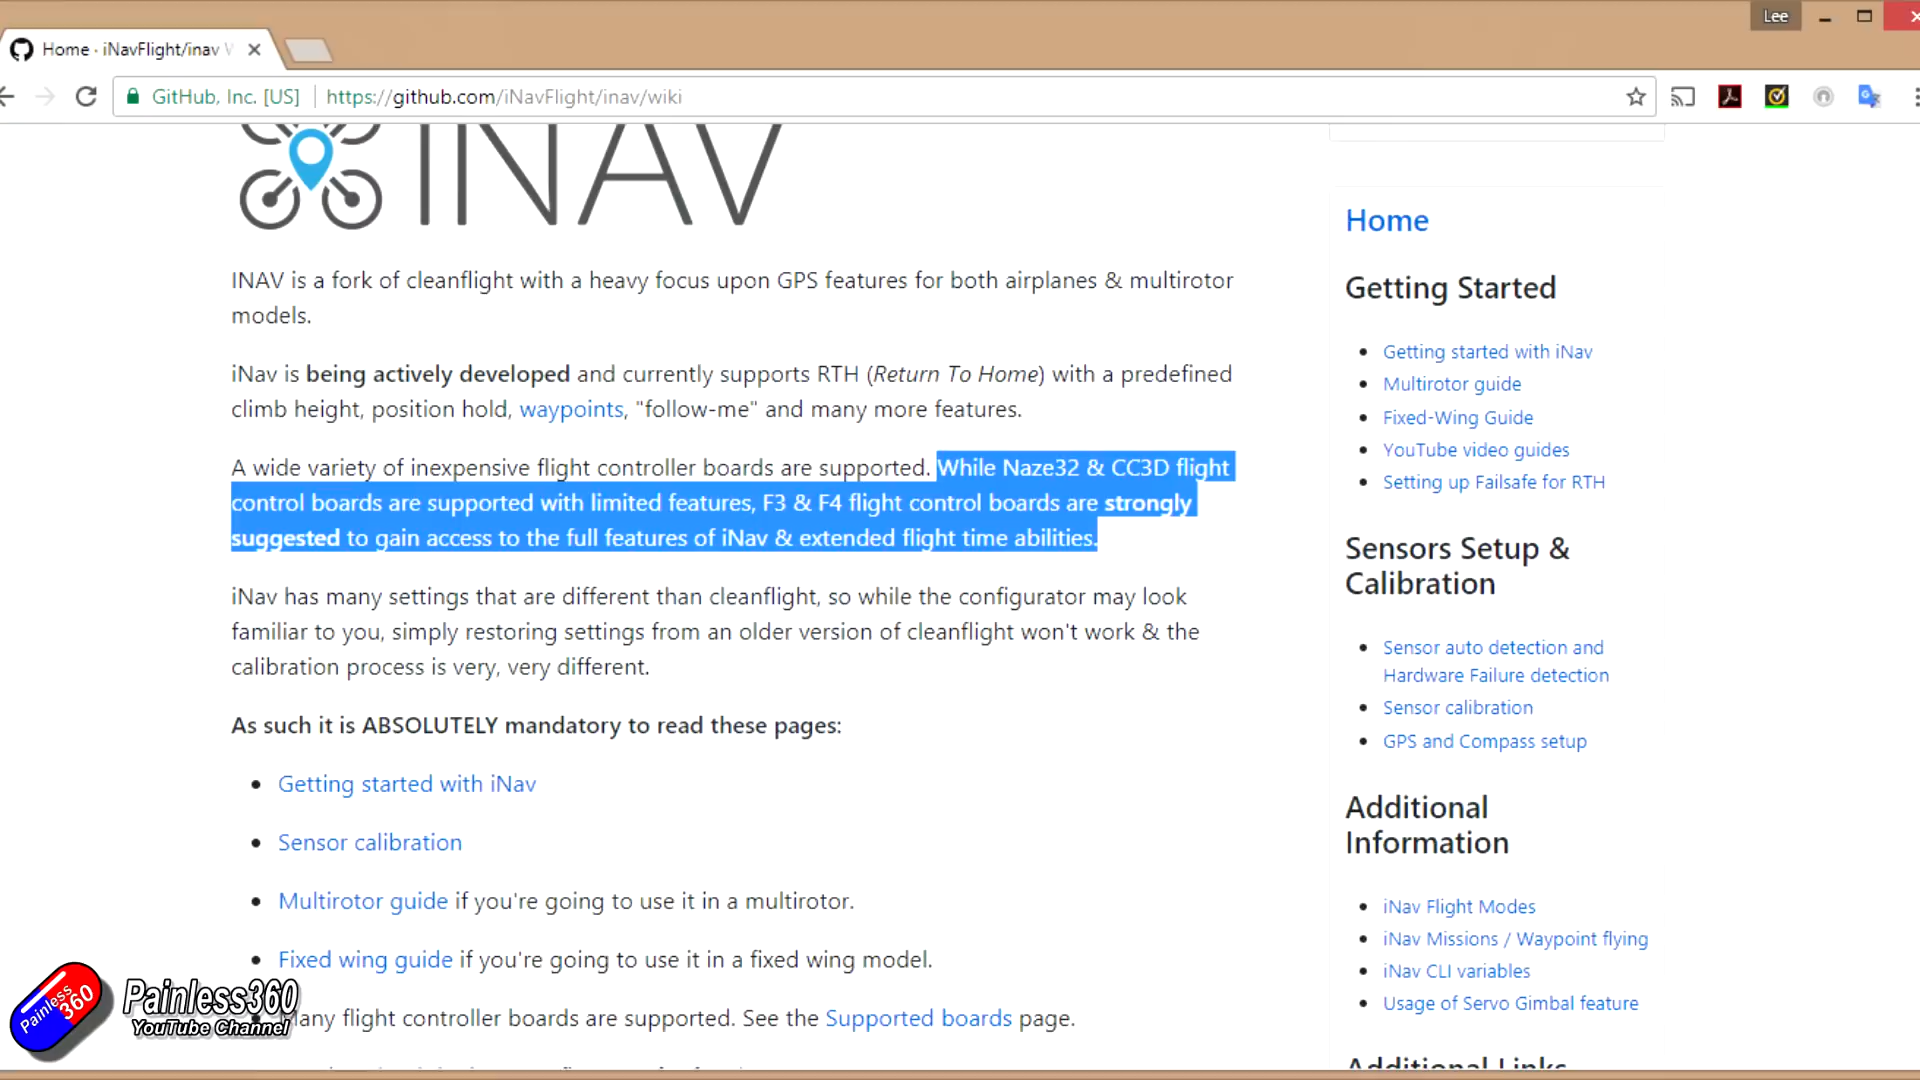 Lee
Home · iNavFlight/inav
GitHub, Inc. [US]
https://github.com/iNavFlight/inav/wiki
INAV
INAV is a fork of cleanflight with a heavy focus upon GPS features for both airplanes & multirotor
models.
iNav is being actively developed and currently supports RTH (Return To Home) with a predefined
climb height, position hold, waypoints, "follow-me" and many more features.
A wide variety of inexpensive flight controller boards are supported. While Naze32 & CC3D flight
control boards are supported with limited features, F3 & F4 flight control boards are strongly
suggested to gain access to the full features of iNav & extended flight time abilities.
iNav has many settings that are different than cleanflight, so while the configurator may look
familiar to you, simply restoring settings from an older version of cleanflight won't work & the
calibration process is very, very different.
As such it is ABSOLUTELY mandatory to read these pages:
Getting started with iNav
Sensor calibration
Multirotor guide if you're going to use it in a multirotor.
Fixed wing guide if you're going to use it in a fixed wing model.
Many flight controller boards are supported. See the Supported boards page.
Home
Getting Started
Getting started with iNav
Multirotor guide
Fixed-Wing Guide
YouTube video guides
Setting up Failsafe for RTH
Sensors Setup &
Calibration
Sensor auto detection and
Hardware Failure detection
Sensor calibration
GPS and Compass setup
Additional
Information
iNav Flight Modes
iNav Missions / Waypoint flying
iNav CLI variables
Usage of Servo Gimbal feature
Additional Links
Painless
360
Painless360
YouTube Channel